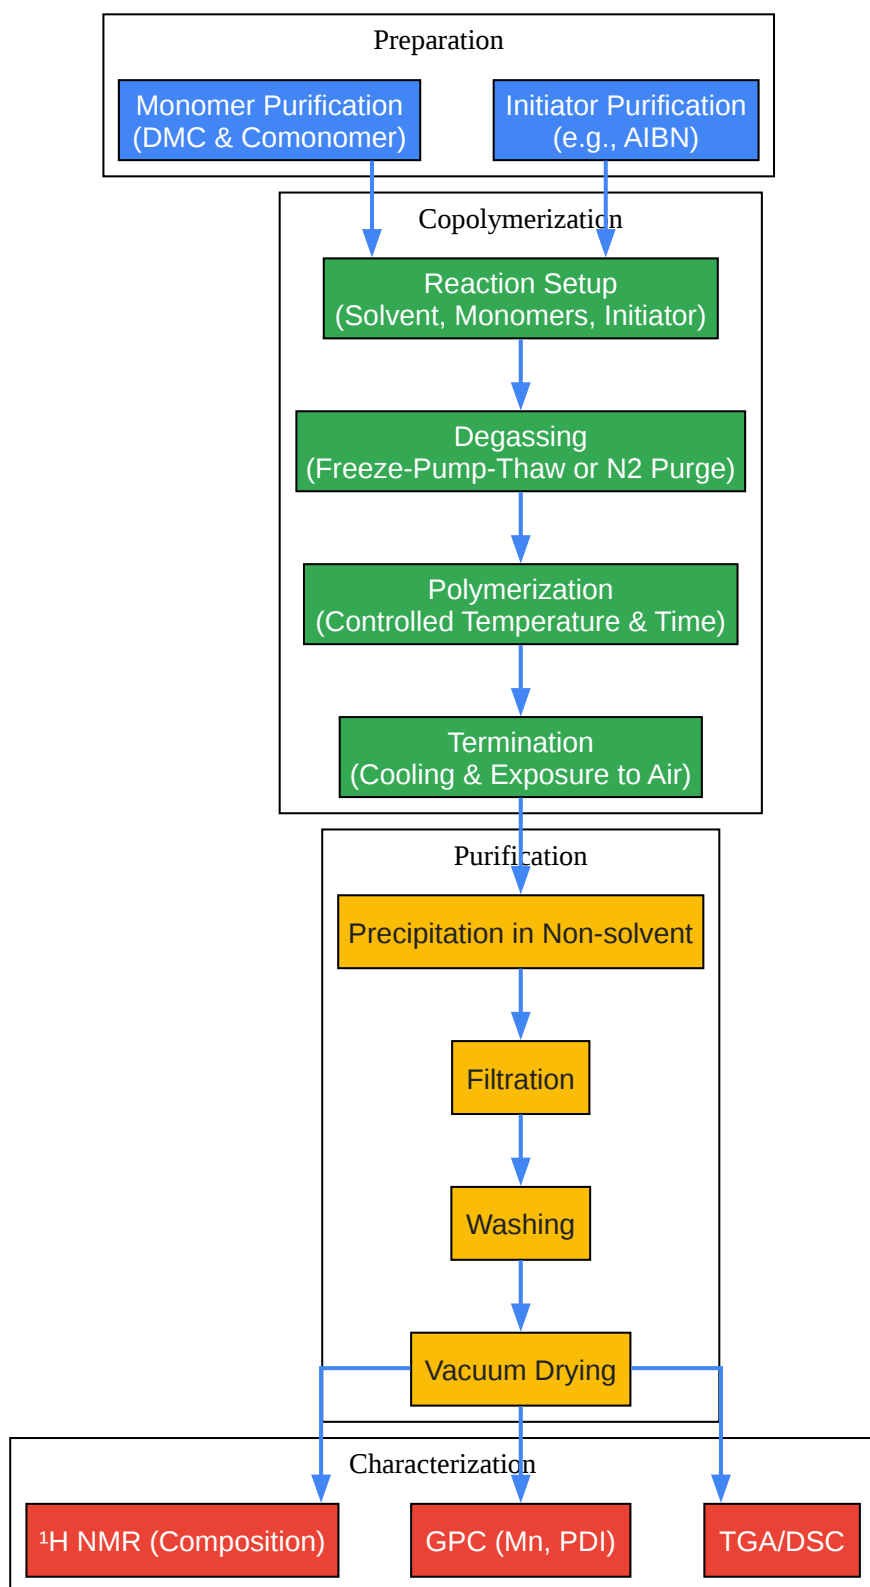 Preparation
Monomer Purification
(DMC & Comonomer)
Initiator Purification
(e.g., AIBN)
Copolymerization
Reaction Setup
(Solvent, Monomers, Initiator)
Degassing
(Freeze-Pump-Thaw or N2 Purge)
Polymerization
(Controlled Temperature & Time)
Termination
(Cooling & Exposure to Air)
Purification
Precipitation in Non-solvent
Filtration
Washing
Vacuum Drying
Characterization
¹H NMR (Composition)
GPC (Mn, PDI)
TGA/DSC